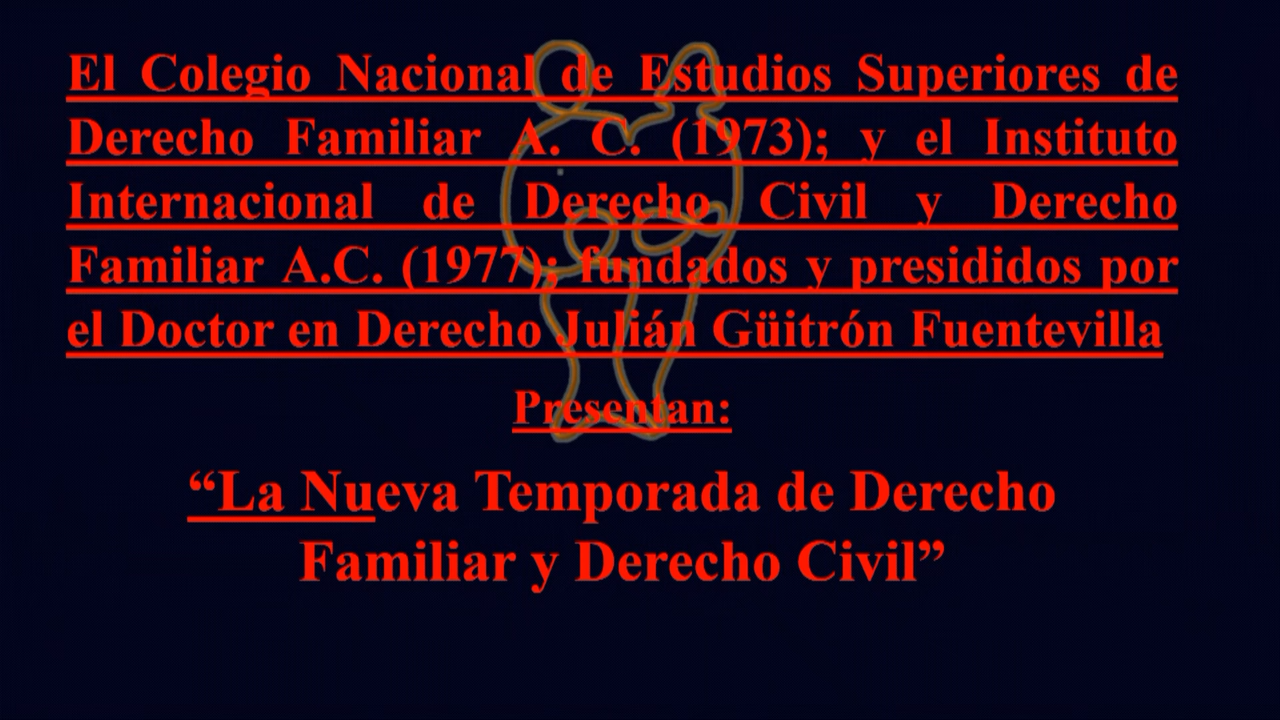 El Colegio Nacional de Estudios Superiores de
Derecho Familiar A. C. (1973); y el Instituto
Internacional de Derecho Civil y Derecho
Familiar A.C. (1977); fundados y presididos por
el Doctor en Derecho Julián Güitrón Fuentevilla
Presentan:
“La Nueva Temporada de Derecho
Familiar y Derecho Civil”